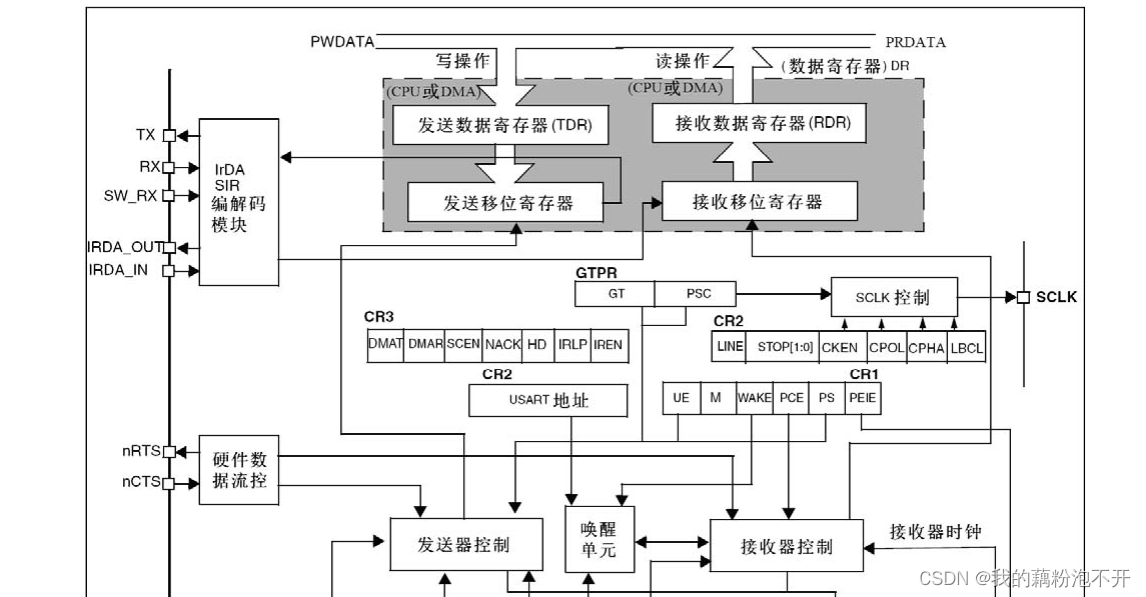 PWDATA
PRDATA
写操作
读操作
(数据寄存器) DR
(CPU或DMA)
(CPU或DMA)
发送数据寄存器(TDR)
接收数据寄存器(RDR)
TX
RX
SW_RX
IRDA_OUT
IRDA_IN
IrDA
SIR
编解码
模块
发送移位寄存器
接收移位寄存器
GTPR
GT
PSC
SCLK 控制
SCLK
CR3
DMAT DMAR SCEN NACK HD IRLP IREN
CR2
LINE STOP[1:0] CKEN CPOL CPHA LBCL
CR2
USART 地址
CR1
UE M WAKE PCE PS PEIE
nRTS
nCTS
硬件数
据流控
发送器控制
唤醒
单元
接收器控制
接收器时钟
CSDN @我的藕粉泡不开